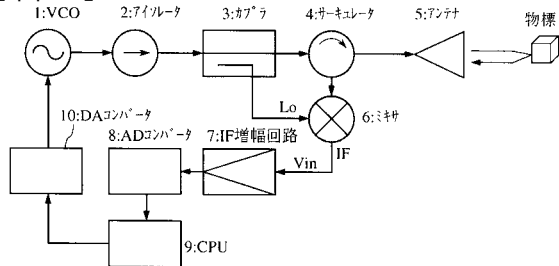 1:VCO
2:ｱｲｿﾚｰﾀ
3:ｶﾌﾟﾗ
4:ｻｰｷｭﾚｰﾀ
5:ｱﾝﾃﾅ
物標
Lo
6:ﾐｷｻ
10:DAｺﾝﾊﾞｰﾀ
8:ADｺﾝﾊﾞｰﾀ
7:IF増幅回路
Vin
IF
9:CPU